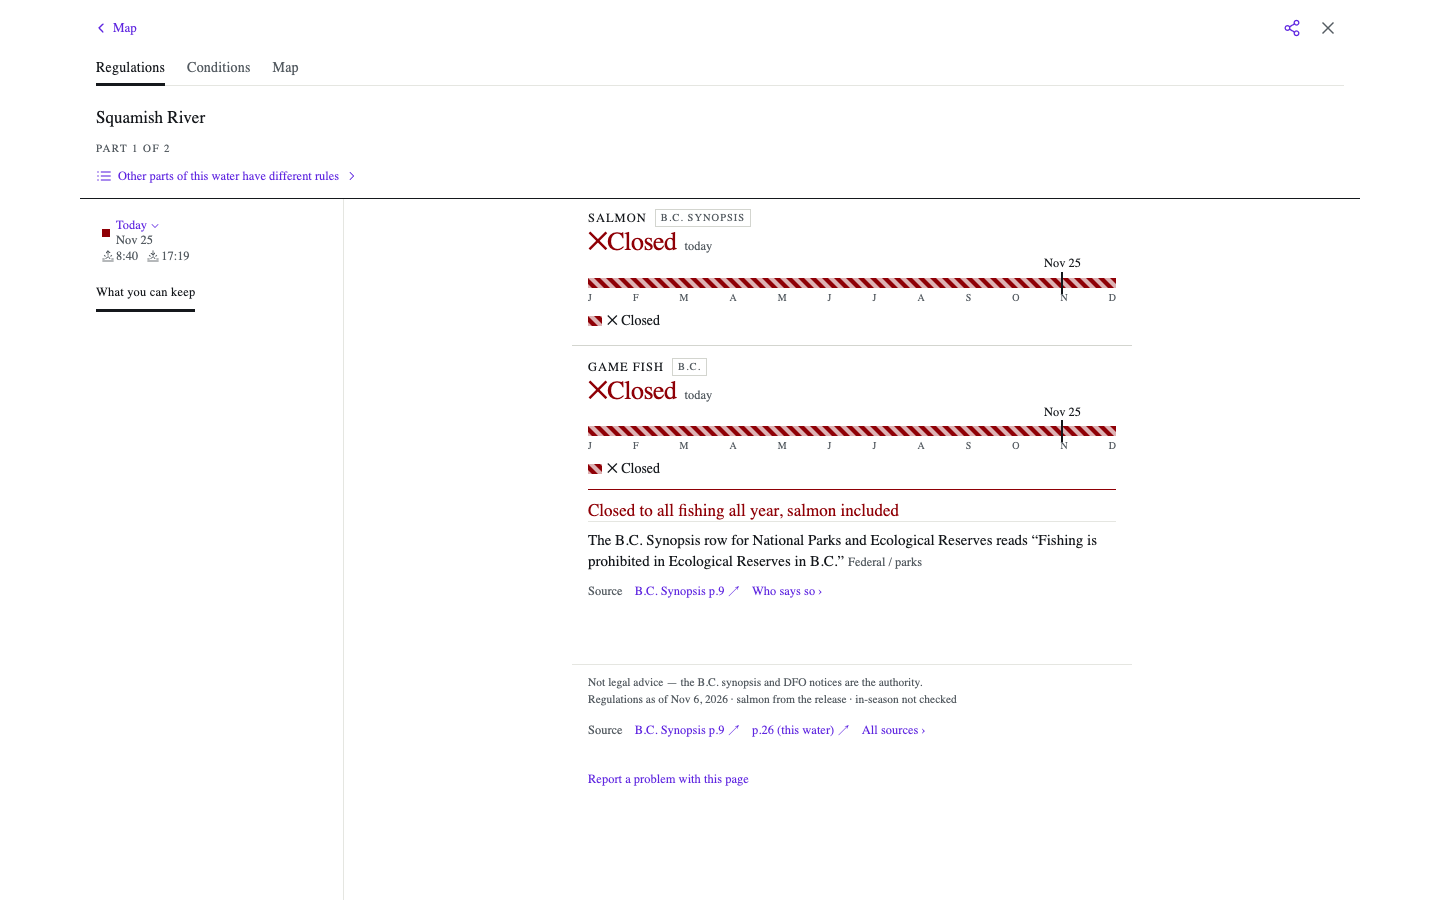 Map
Regulations Conditions Map
Squamish River
PART 1 OF 2
Other parts of this water have different rules
Today
Nov 25
8:40 17:19
What you can keep
SALMON B.C. SYNOPSIS
Closed today
Nov 25
J F M A M J J A S O N D
Closed
GAME FISH B.C.
Closed today
Nov 25
J F M A M J J A S O N D
Closed
Closed to all fishing all year, salmon included
The B.C. Synopsis row for National Parks and Ecological Reserves reads “Fishing is
prohibited in Ecological Reserves in B.C.” Federal / parks
Source B.C. Synopsis p.9 ↗ Who says so ›
Not legal advice — the B.C. synopsis and DFO notices are the authority.
Regulations as of Nov 6, 2026 · salmon from the release · in-season not checked
Source B.C. Synopsis p.9 ↗ p.26 (this water) ↗ All sources ›
Report a problem with this page